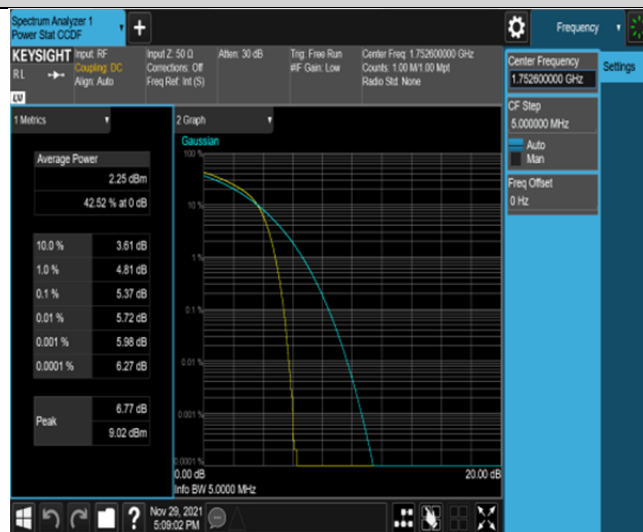 Spectrum Analyzer 1
Power Stat CCDF
Frequency
KEYSIGHT
R L
Input: RF
Coupling: DC
Align: Auto
Input Z: 50 Ω
Corrections: Off
Freq Ref: Int (S)
Atten: 30 dB
Trig: Free Run
#IF Gain: Low
Center Freq: 1.752600000 GHz
Counts: 1.00 M/1.00 Mpt
Radio Std: None
Center Frequency
1.752600000 GHz
Settings
CF Step
5.000000 MHz
Auto
Man
Freq Offset
0 Hz
1 Metrics
Average Power
2.25 dBm
42.52 % at 0 dB
10.0 % 3.61 dB
1.0 % 4.81 dB
0.1 % 5.37 dB
0.01 % 5.72 dB
0.001 % 5.98 dB
0.0001 % 6.27 dB
Peak
6.77 dB
9.02 dBm
2 Graph
Gaussian
100 %
10 %
1 %
0.1 %
0.01 %
0.001 %
0.0001 %
0.00 dB
20.00 dB
Info BW 5.0000 MHz
Nov 29, 2021
5:09:02 PM